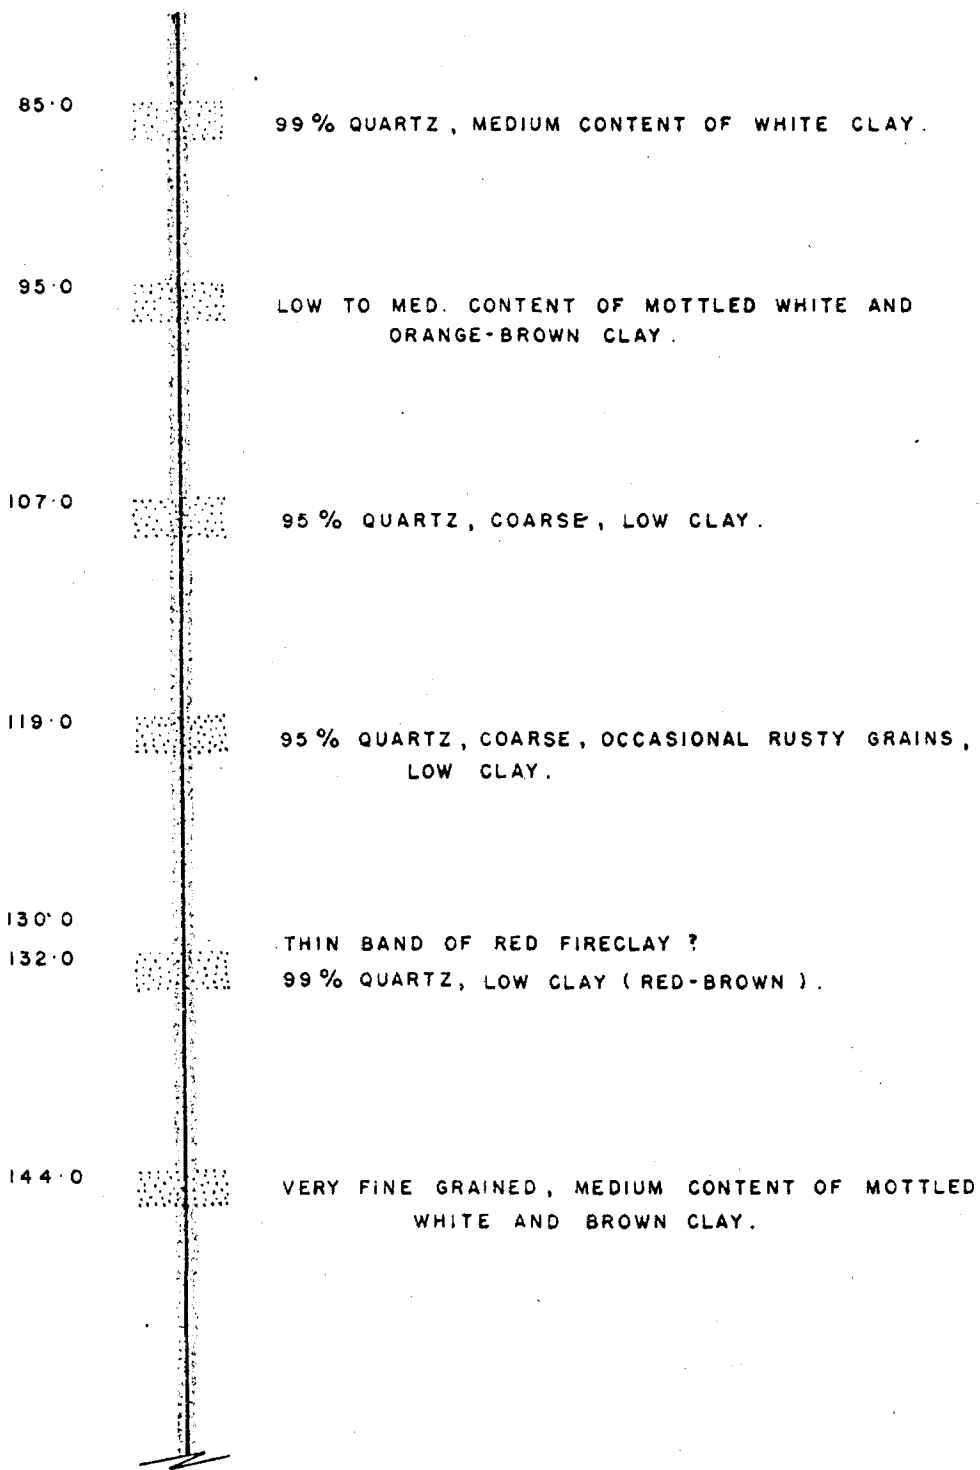 85·0
99% QUARTZ, MEDIUM CONTENT OF WHITE CLAY.
95·0
LOW TO MED. CONTENT OF MOTTLED WHITE AND
ORANGE-BROWN CLAY.
107·0
95% QUARTZ, COARSE, LOW CLAY.
119·0
95% QUARTZ, COARSE, OCCASIONAL RUSTY GRAINS,
LOW CLAY.
130·0
THIN BAND OF RED FIRECLAY ?
132·0
99% QUARTZ, LOW CLAY (RED-BROWN).
144·0
VERY FINE GRAINED, MEDIUM CONTENT OF MOTTLED
WHITE AND BROWN CLAY.